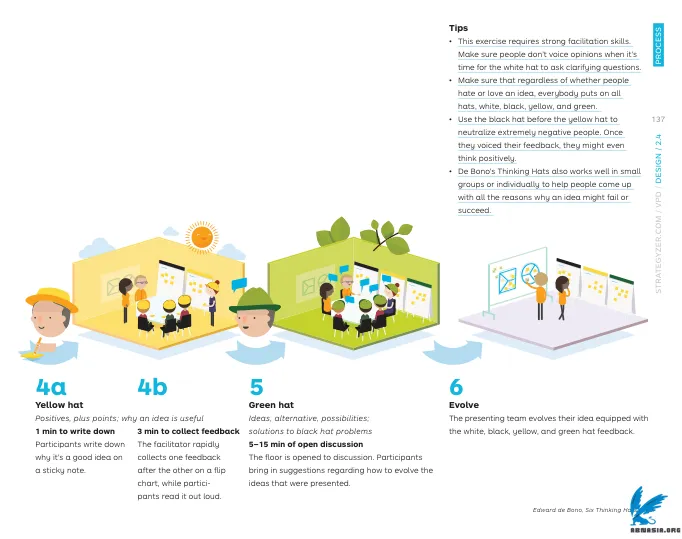 Tips
• This exercise requires strong facilitation skills.
Make sure people don't voice opinions when it's
time for the white hat to ask clarifying questions.
• Make sure that regardless of whether people
hate or love an idea, everybody puts on all
hats, white, black, yellow, and green.
• Use the black hat before the yellow hat to
neutralize extremely negative people. Once
they voiced their feedback, they might even
think positively.
• De Bono's Thinking Hats also works well in small
groups or individually to help people come up
with all the reasons why an idea might fail or
succeed.
PROCESS
137
STRATEGYZER.COM / VPD / DESIGN / 2.4
4a
Yellow hat
Positives, plus points; why an idea is useful
1 min to write down
Participants write down
why it's a good idea on
a sticky note.
4b
3 min to collect feedback
The facilitator rapidly
collects one feedback
after the other on a flip
chart, while partici-
pants read it out loud.
5
Green hat
Ideas, alternative, possibilities;
solutions to black hat problems
5–15 min of open discussion
The floor is opened to discussion. Participants
bring in suggestions regarding how to evolve the
ideas that were presented.
6
Evolve
The presenting team evolves their idea equipped with
the white, black, yellow, and green hat feedback.
Edward de Bono, Six Thinking
ABNASIA.ORG